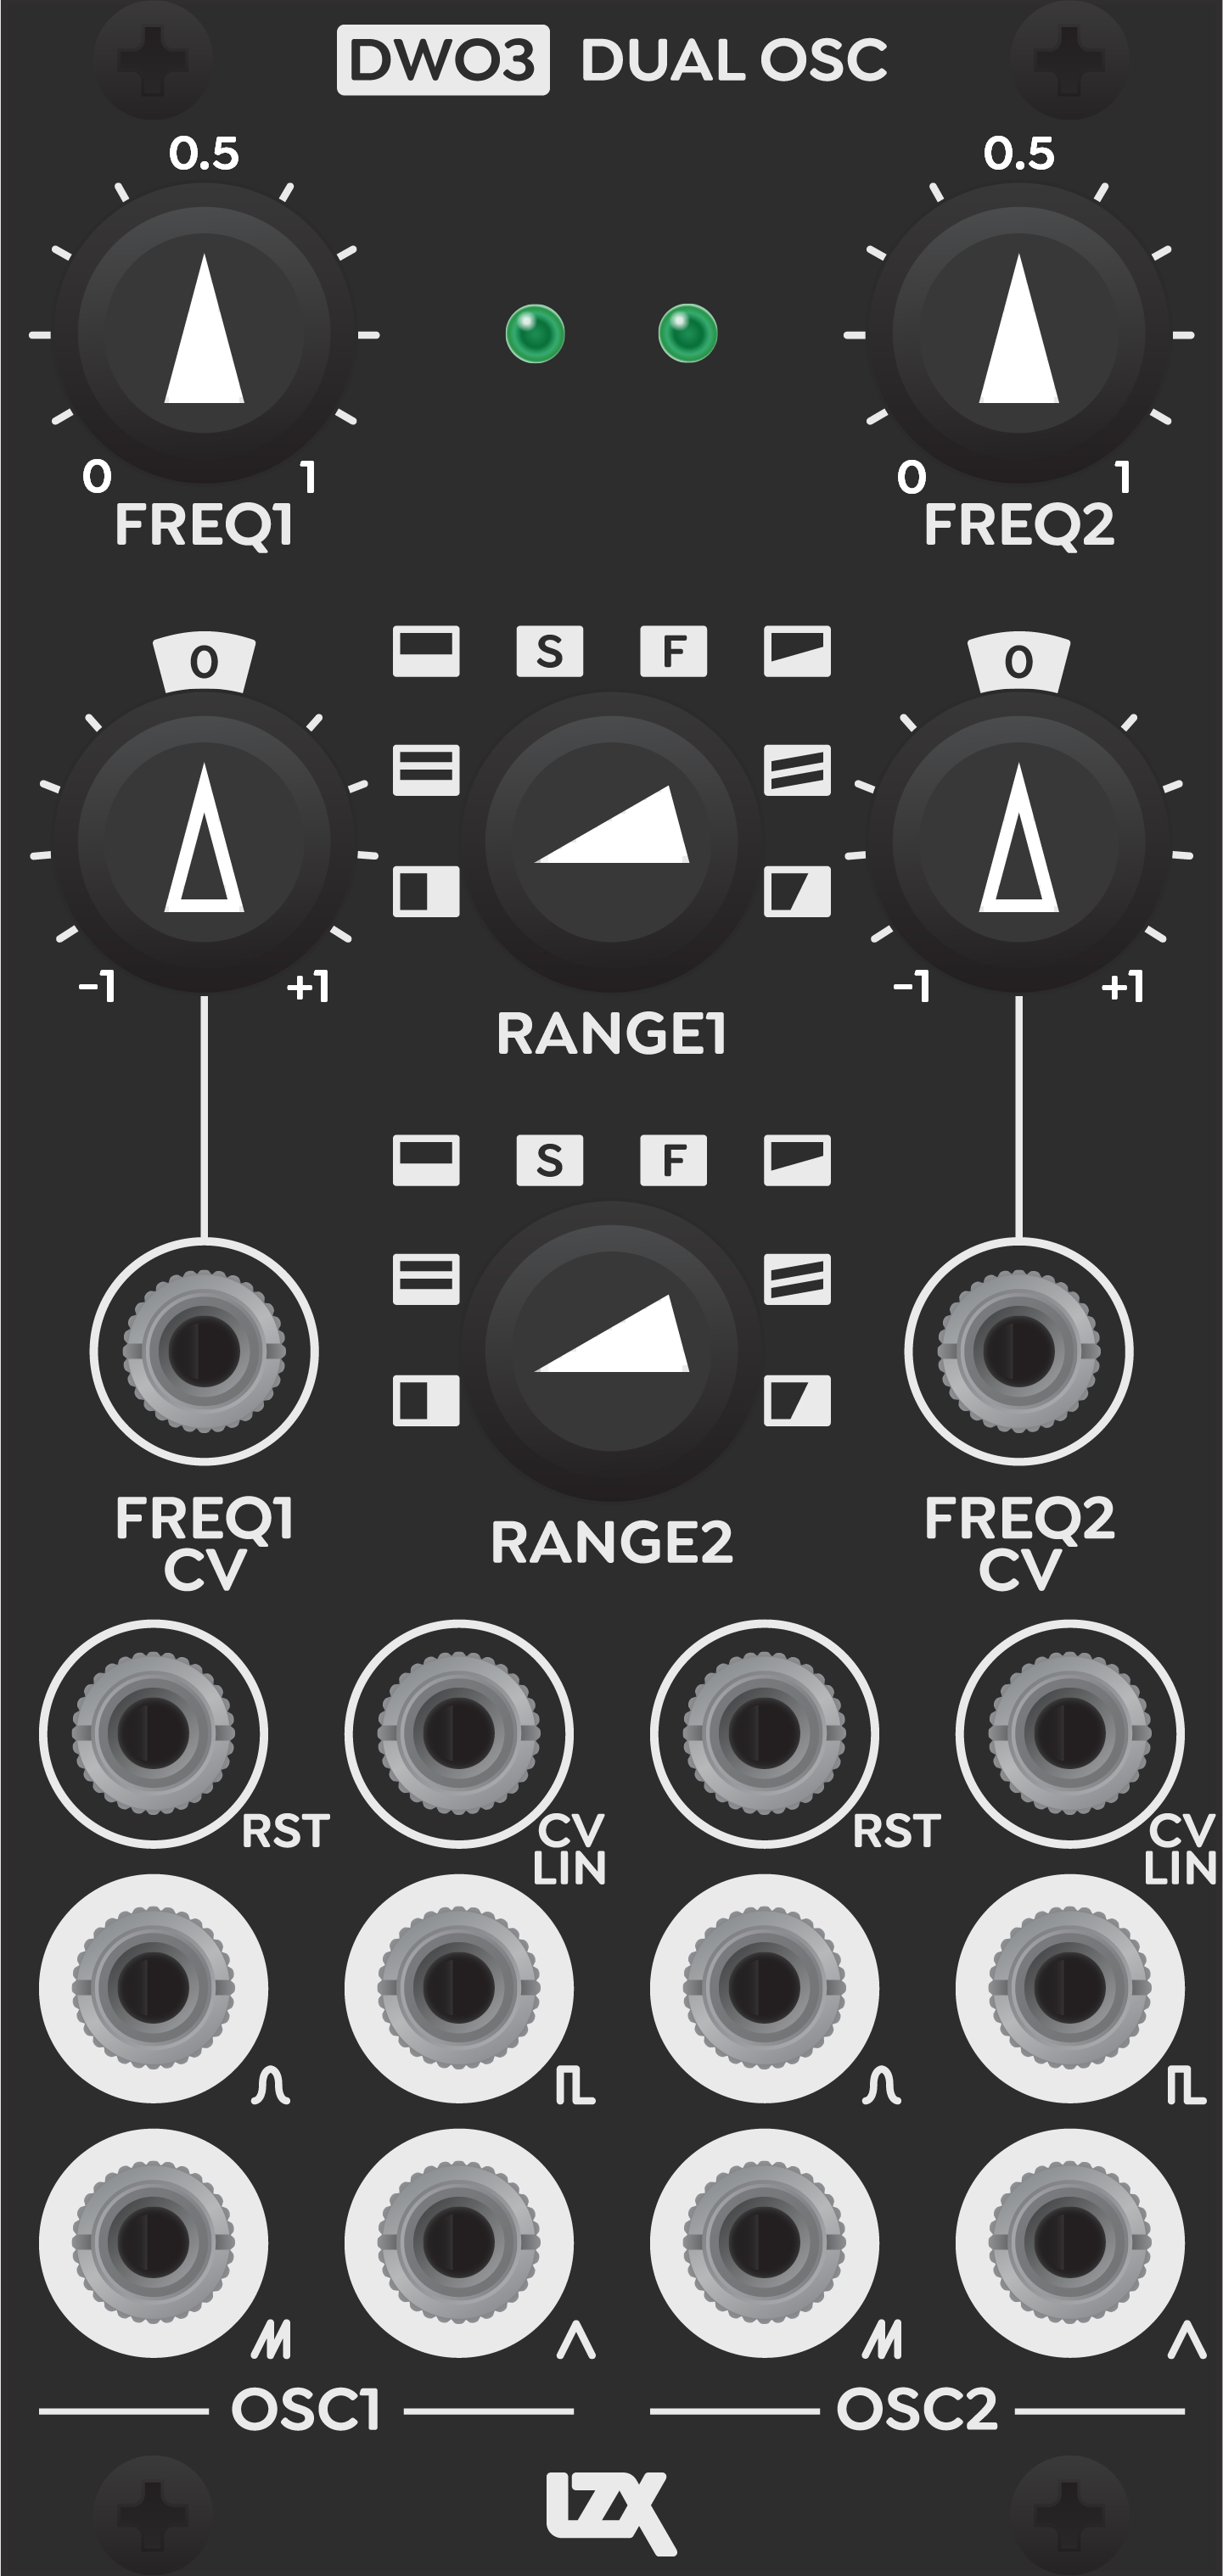 DWO3 DUAL OSC
0.5 0.5
0 1 0 1
FREQ1 FREQ2
S F
0 0
-1 +1 -1 +1
RANGE1
S F
FREQ1 CV
RANGE2
FREQ2 CV
RST CV LIN RST CV LIN
OSC1 OSC2
LZX